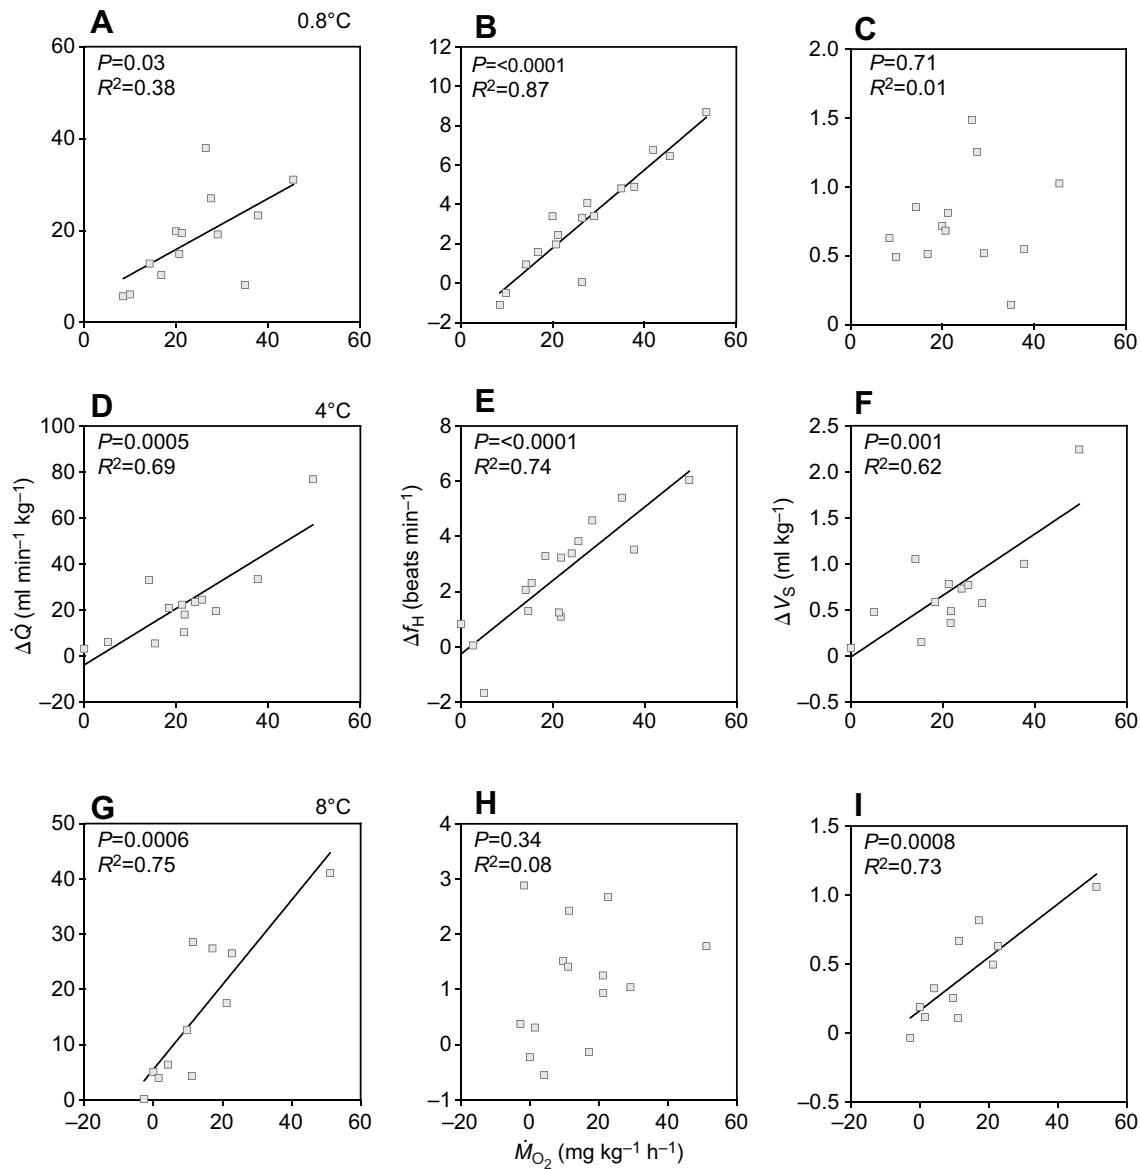 A 0.8°C
P=0.03
R²=0.38
60
40
20
0
0 20 40 60
B
P=<0.0001
R²=0.87
12
10
8
6
4
2
0
–2
0 20 40 60
C
P=0.71
R²=0.01
2.0
1.5
1.0
0.5
0
0 20 40 60
D 4°C
P=0.0005
R²=0.69
100
80
60
40
20
0
–20
0 20 40 60
ΔQ̇ (ml min⁻¹ kg⁻¹)
E
P=<0.0001
R²=0.74
8
6
4
2
0
–2
0 20 40 60
Δf_H (beats min⁻¹)
F
P=0.001
R²=0.62
2.5
2.0
1.5
1.0
0.5
0
–0.5
0 20 40 60
ΔV_S (ml kg⁻¹)
G 8°C
P=0.0006
R²=0.75
50
40
30
20
10
0
–20 0 20 40 60
H
P=0.34
R²=0.08
4
3
2
1
0
–1
–20 0 20 40 60
I
P=0.0008
R²=0.73
1.5
1.0
0.5
0
–0.5
–20 0 20 40 60
Ṁ_O₂ (mg kg⁻¹ h⁻¹)